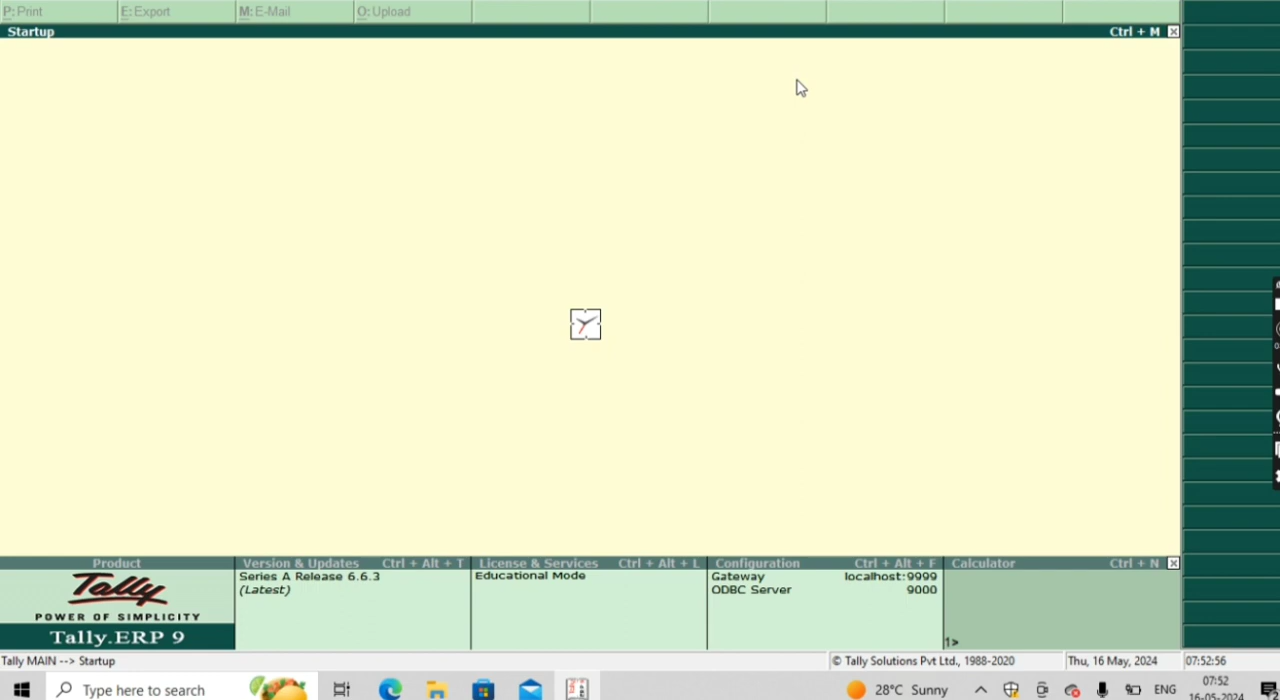 P: Print E: Export M: E-Mail O: Upload
Startup Ctrl + M
Product Version & Updates Ctrl + Alt + T License & Services Ctrl + Alt + L Configuration Ctrl + Alt + F Calculator Ctrl + N
Tally
POWER OF SIMPLICITY
Tally.ERP 9
Series A Release 6.6.3
(Latest)
Educational Mode
Gateway localhost:9999
ODBC Server 9000
1>
Tally MAIN --> Startup © Tally Solutions Pvt Ltd., 1988-2020 Thu, 16 May, 2024 07:52:56
Type here to search 28°C Sunny ENG 07:52
16-05-2024